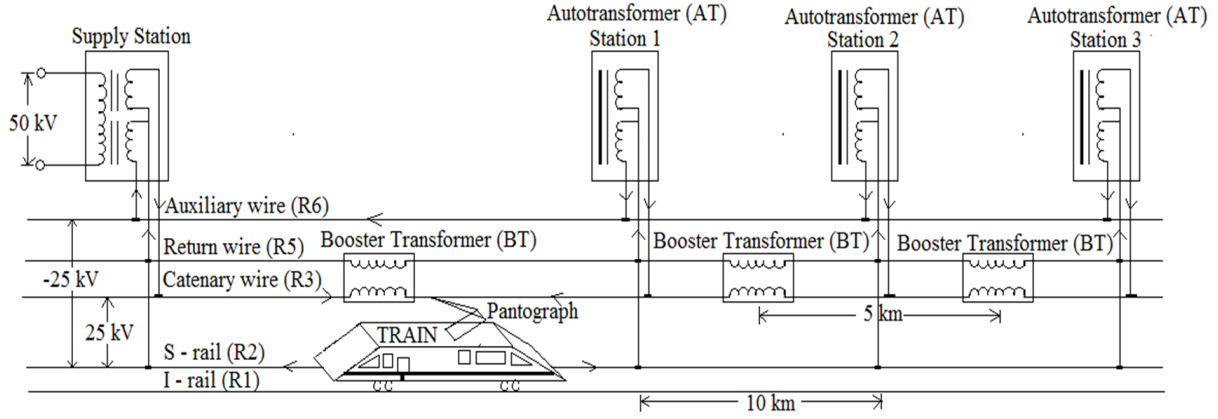 Autotransformer (AT)
Station 1
Autotransformer (AT)
Station 2
Autotransformer (AT)
Station 3
Supply Station
50 kV
Auxiliary wire (R6)
Return wire (R5)
Booster Transformer (BT)
Booster Transformer (BT)
Booster Transformer (BT)
-25 kV
Catenary wire (R3)
Pantograph
5 km
25 kV
TRAIN
S - rail (R2)
I - rail (R1)
10 km